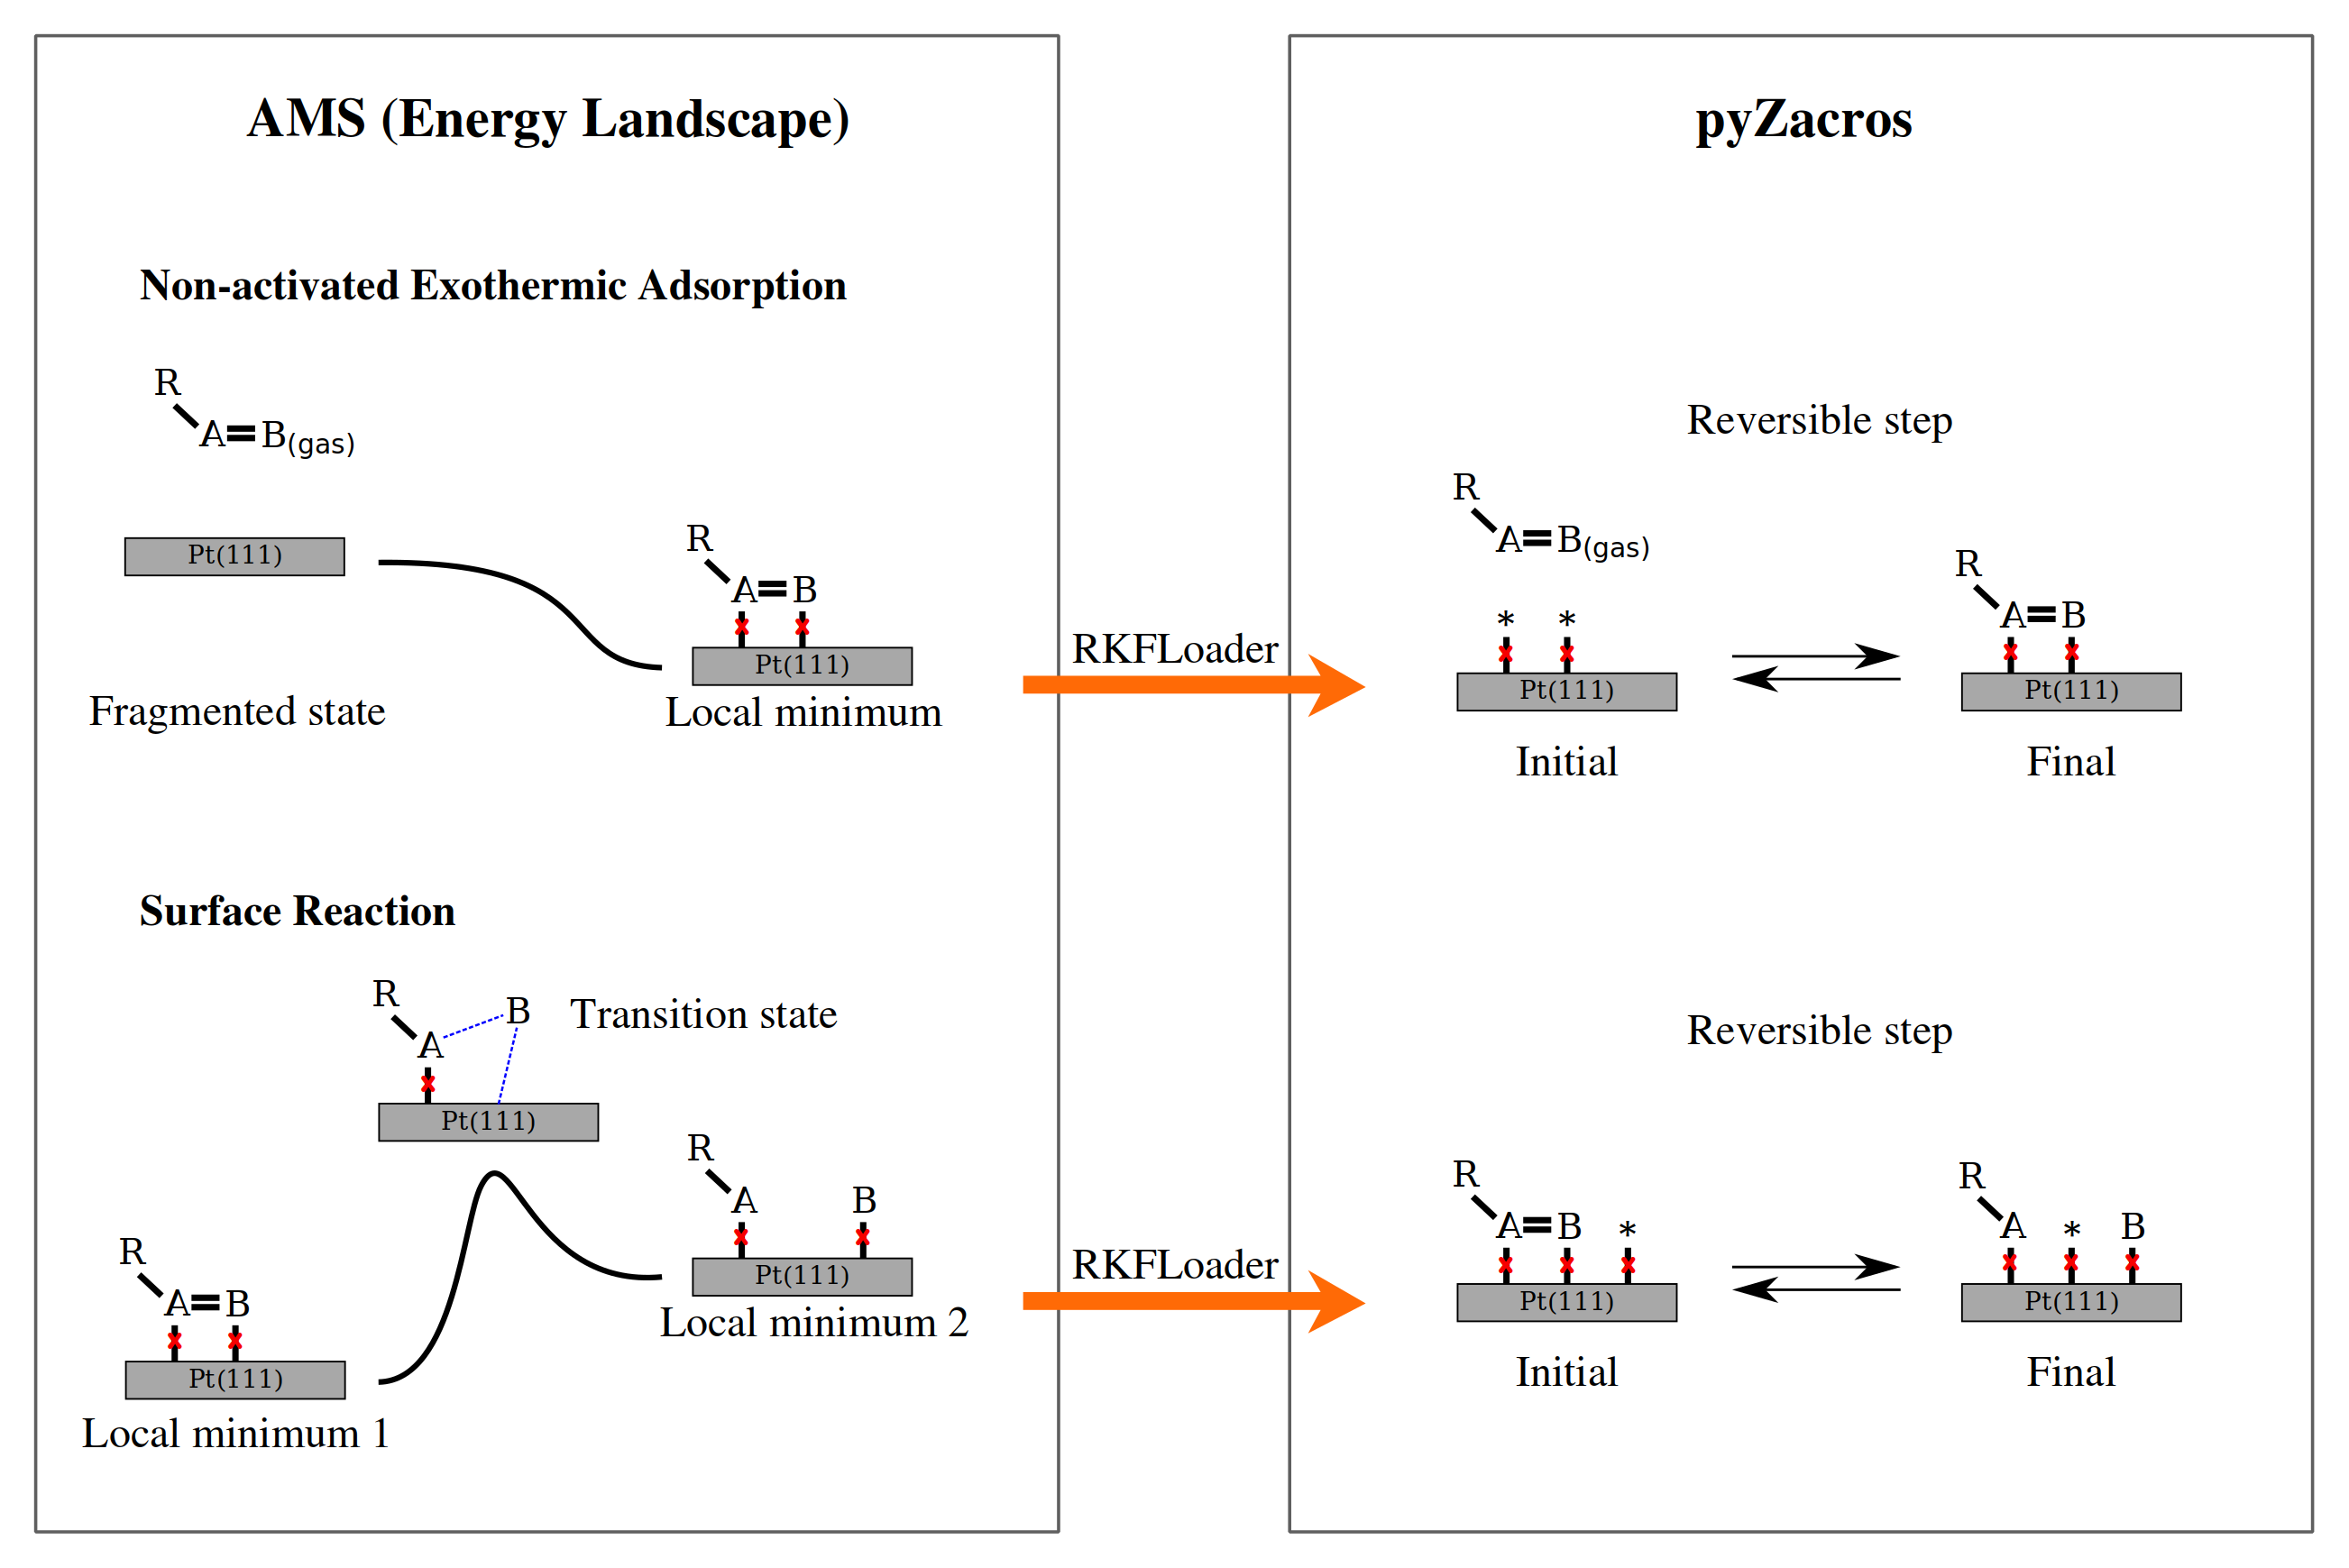 AMS (Energy Landscape)
Non-activated Exothermic Adsorption
R
A=B(gas)
Pt(111)
Fragmented state
R
A=B
Pt(111)
Local minimum
Surface Reaction
R
A
B
Transition state
Pt(111)
R
A=B
Pt(111)
Local minimum 1
R
A B
Pt(111)
Local minimum 2
RKFLoader
RKFLoader
pyZacros
Reversible step
R
A=B(gas)
* *
Pt(111)
Initial
R
A=B
Pt(111)
Final
Reversible step
R
A=B *
Pt(111)
Initial
R
A * B
Pt(111)
Final